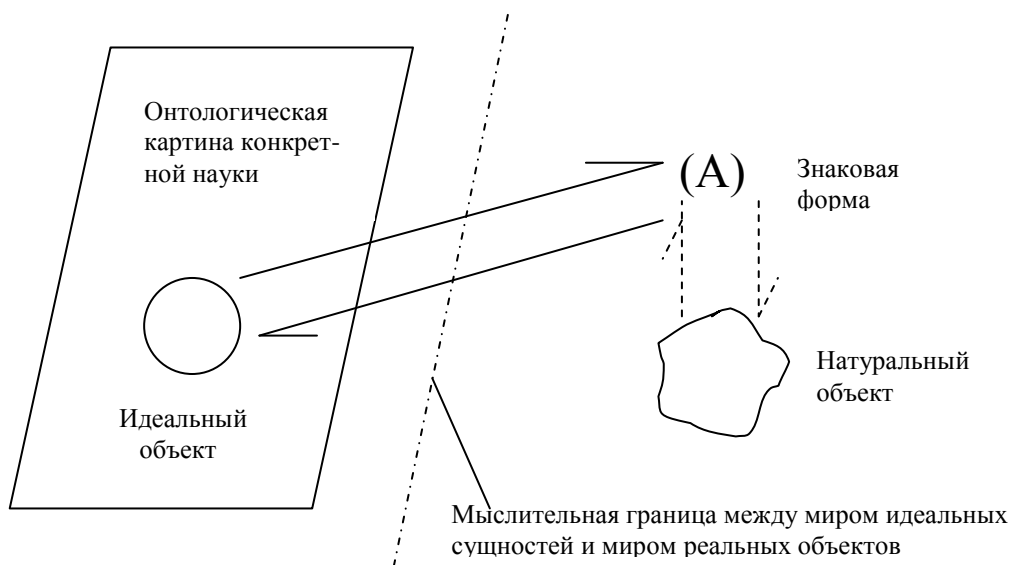 Онтологическая
картина конкрет-
ной науки
(А)
Знаковая
форма
Идеальный
объект
Натуральный
объект
Мыслительная граница между миром идеальных
сущностей и миром реальных объектов